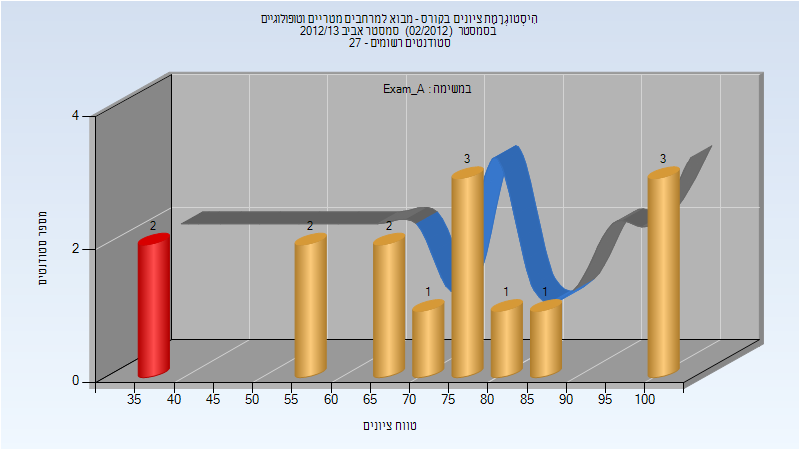 הִיסְטוֹגְרָמַת ציונים בקורס - מבוא למרחבים מטריים וטופולוגיים
בסמסטר (02/2012) סמסטר אביב 2012/13
סטודנטים רשומים - 27
במשימה : Exam_A
מספר סטודנטים
4
2
0
2
2
2
1
3
1
1
3
35 40 45 50 55 60 65 70 75 80 85 90 95 100
טווח ציונים